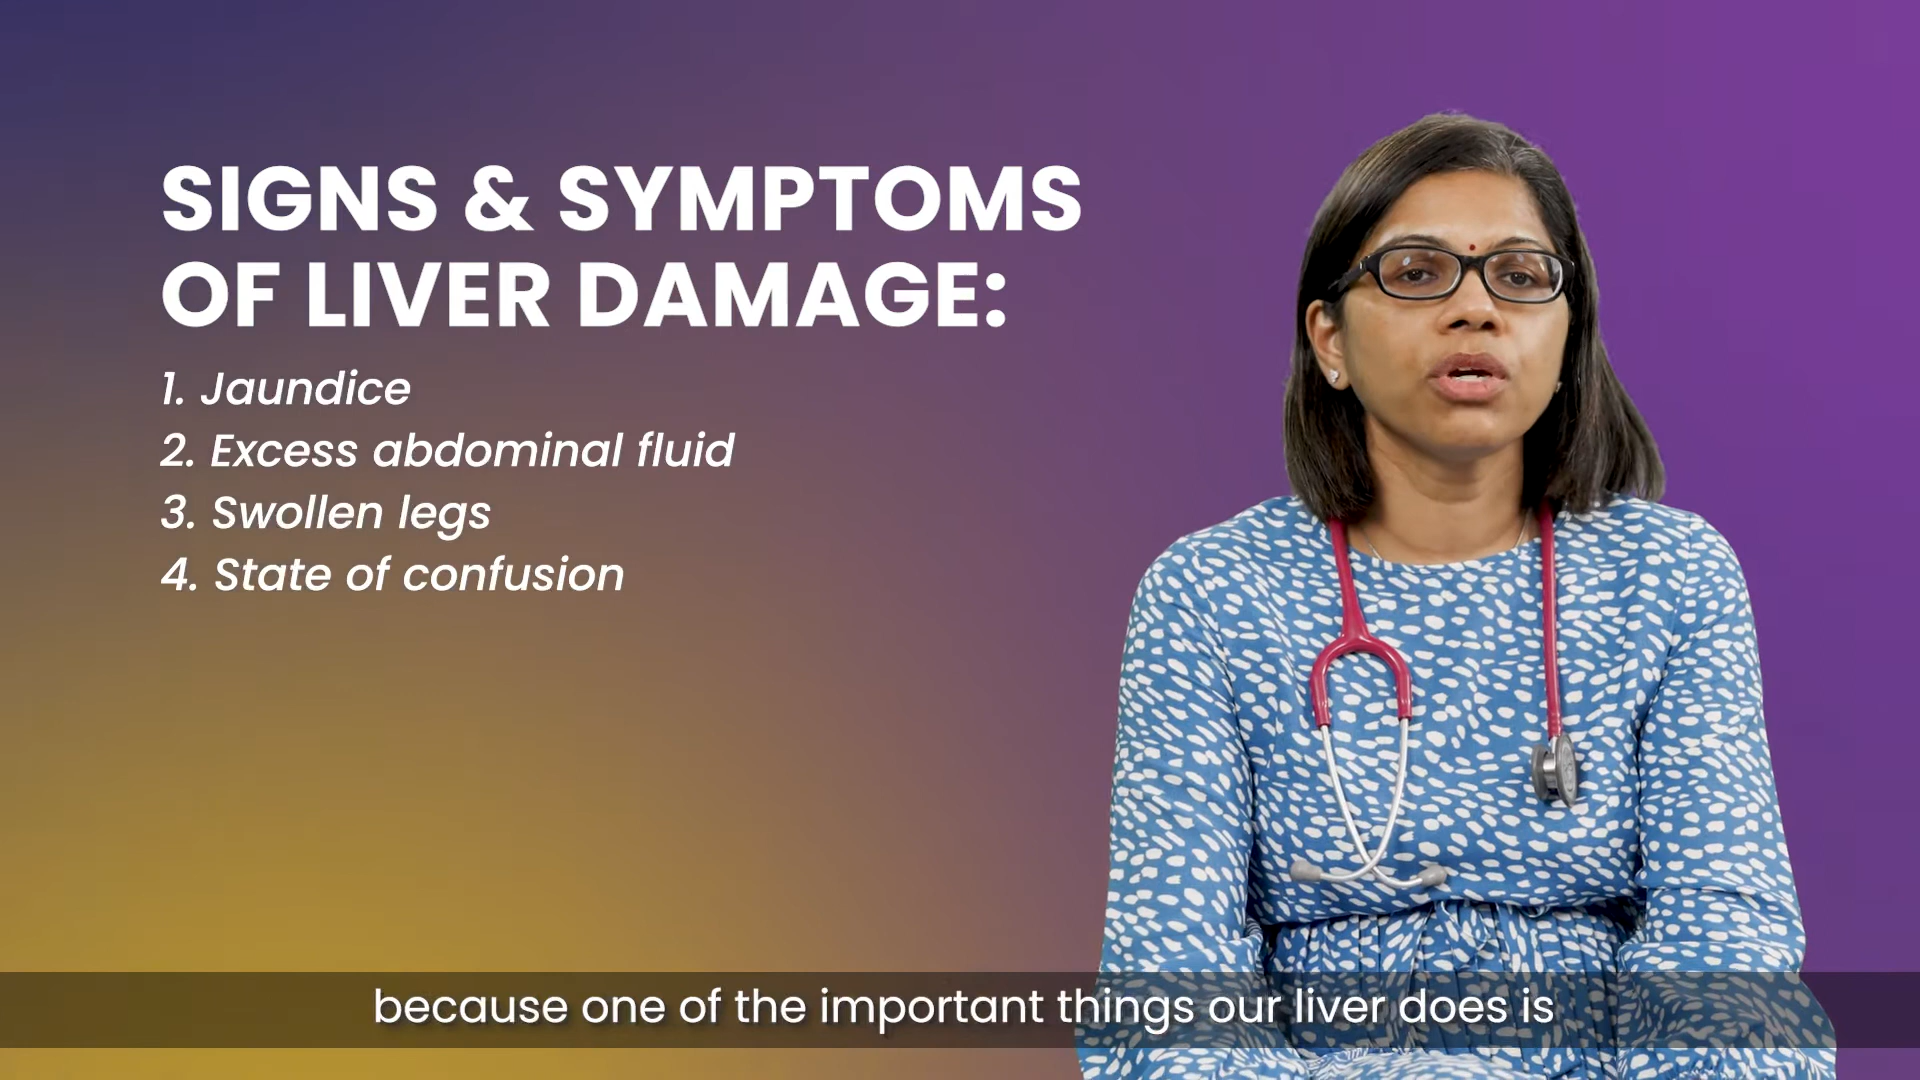 SIGNS & SYMPTOMS
OF LIVER DAMAGE:
1. Jaundice
2. Excess abdominal fluid
3. Swollen legs
4. State of confusion
because one of the important things our liver does is